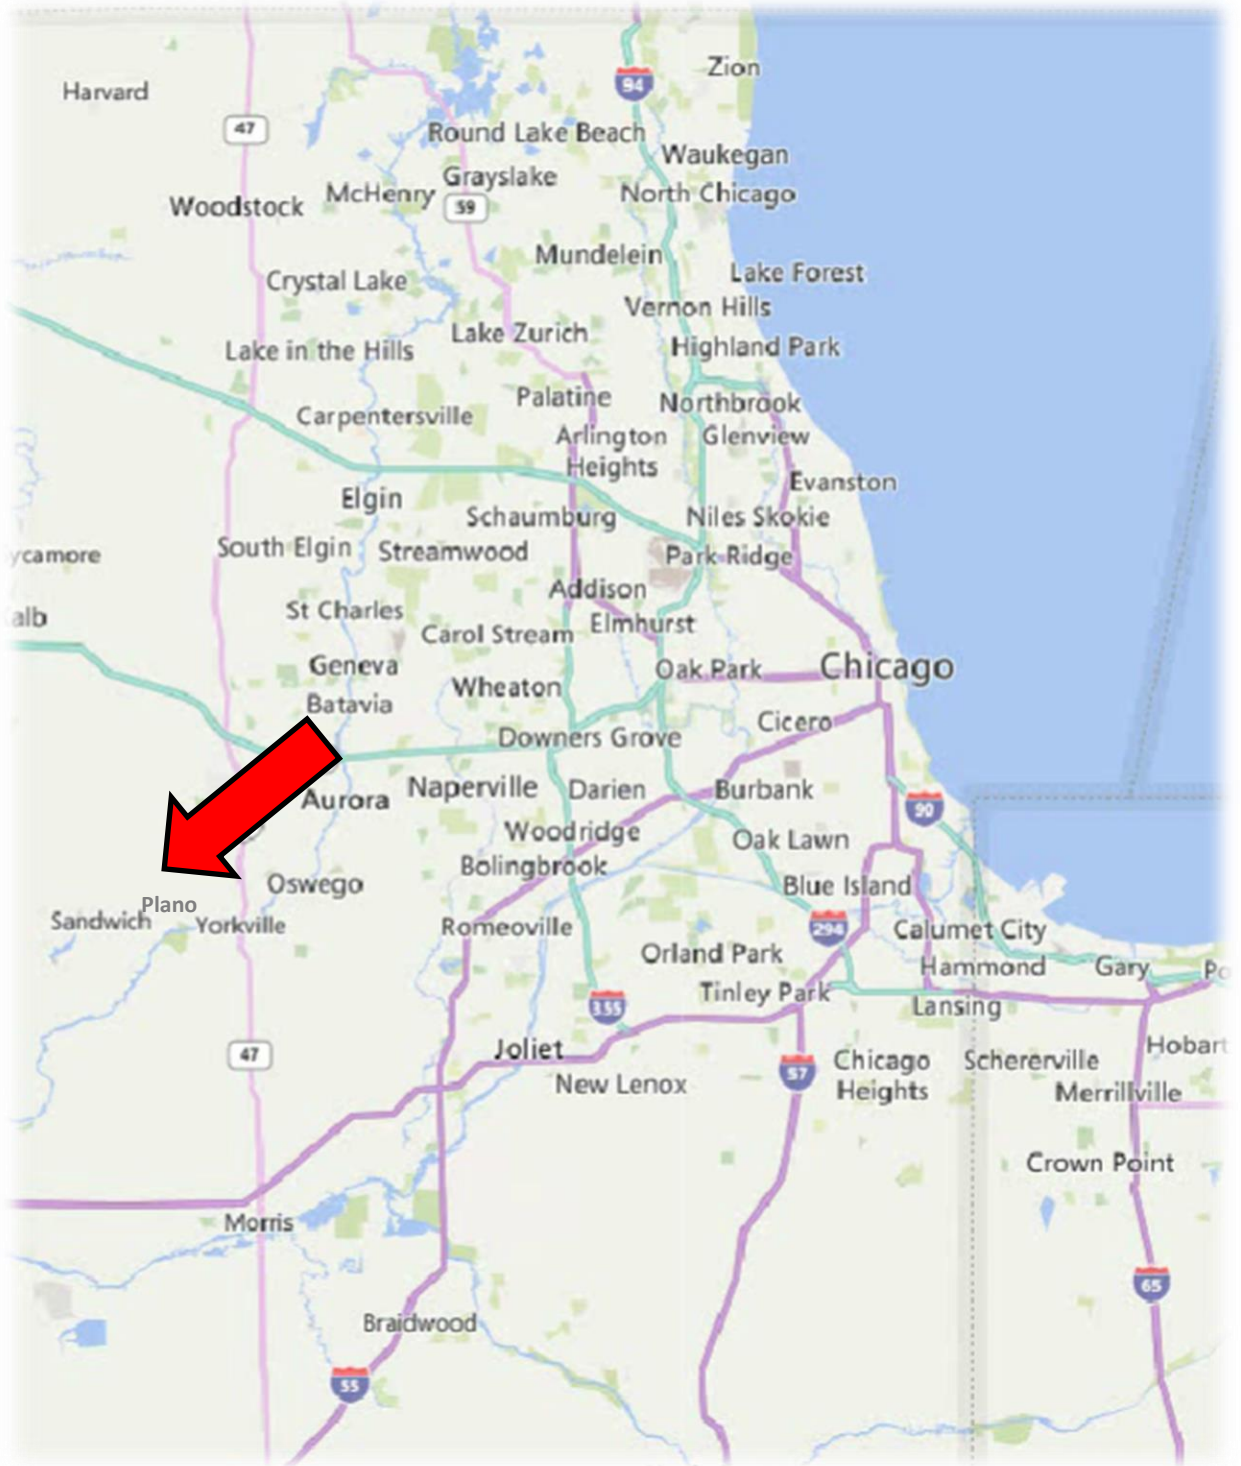 94
Zion
Harvard
47
Round Lake Beach
Waukegan
Grayslake
McHenry
North Chicago
Woodstock
59
Mundelein
Lake Forest
Crystal Lake
Vernon Hills
Lake Zurich
Highland Park
Lake in the Hills
Palatine
Northbrook
Carpentersville
Arlington
Heights
Glenview
Evanston
Elgin
Schaumburg
Niles Skokie
South Elgin
Streamwood
Park Ridge
ycamore
Addison
St Charles
alb
Elmhurst
Carol Stream
Geneva
Oak Park
Chicago
Wheaton
Batavia
Cicero
Downers Grove
Naperville
Darien
Burbank
Aurora
90
Woodridge
Oak Lawn
Bolingbrook
Oswego
Blue Island
Plano
Sandwich
Yorkville
Romeoville
294
Calumet City
Orland Park
Hammond
Gary
Po
Tinley Park
355
Lansing
47
Joliet
Hobart
New Lenox
57
Chicago
Heights
Schererville
Merrillville
Crown Point
Morris
65
Braidwood
55